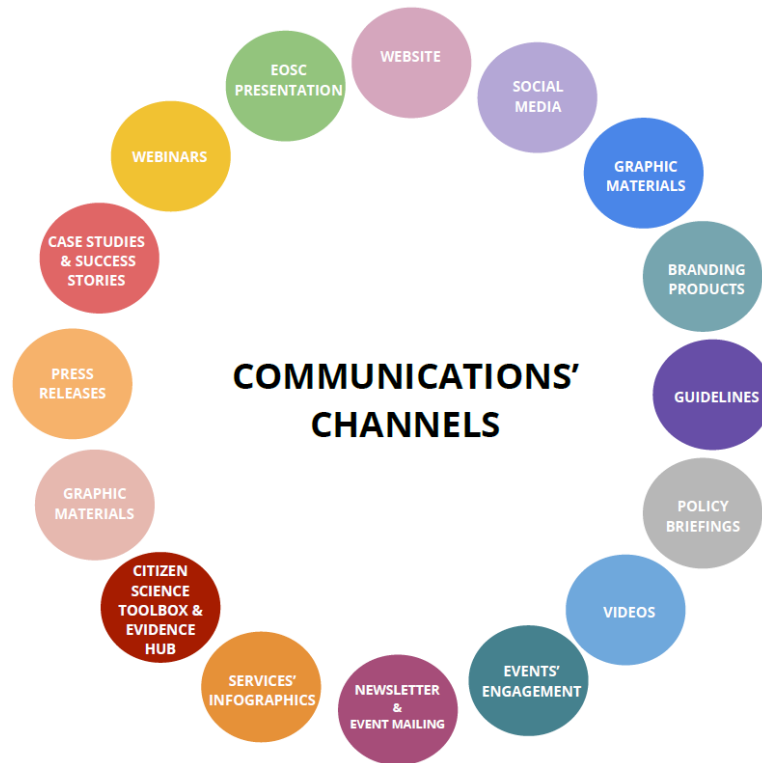 WEBSITE
SOCIAL
MEDIA
GRAPHIC
MATERIALS
BRANDING
PRODUCTS
GUIDELINES
POLICY
BRIEFINGS
VIDEOS
EVENTS’
ENGAGEMENT
NEWSLETTER
&
EVENT MAILING
SERVICES’
INFOGRAPHICS
CITIZEN
SCIENCE
TOOLBOX &
EVIDENCE
HUB
GRAPHIC
MATERIALS
PRESS
RELEASES
CASE STUDIES
& SUCCESS
STORIES
WEBINARS
EOSC
PRESENTATION
COMMUNICATIONS’
CHANNELS